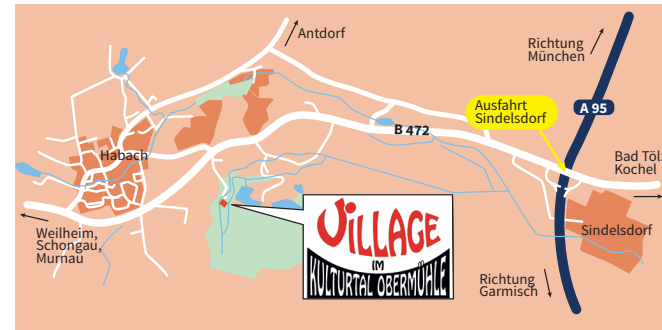 Antdorf
Richtung
München
A 95
Ausfahrt
Sindelsdorf
B 472
Habach
Bad Tölz
Kochel
Weilheim,
Schongau,
Murnau
VILLAGE
IM
KULTURTAL OBERMÜHLE
Sindelsdorf
Richtung
Garmisch